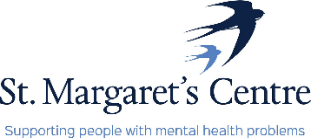 St. Margaret's Centre
Supporting people with mental health problems